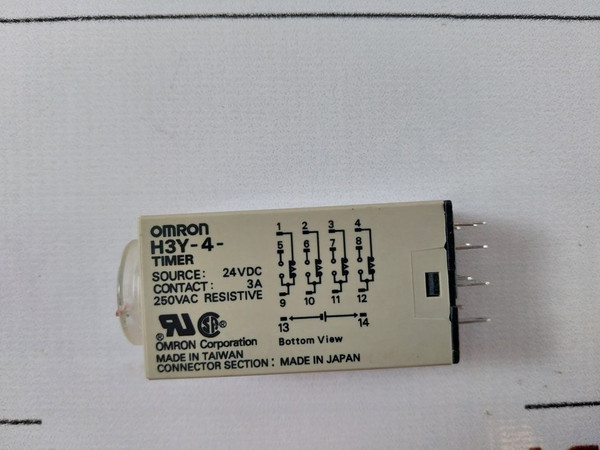 OMRON
H3Y-4-
TIMER
SOURCE: 24VDC
CONTACT: 3A
250VAC RESISTIVE
OMRON Corporation
MADE IN TAIWAN
CONNECTOR SECTION: MADE IN JAPAN
1 2 3 4
5 6 7 8
9 10 11 12
13 14
Bottom View